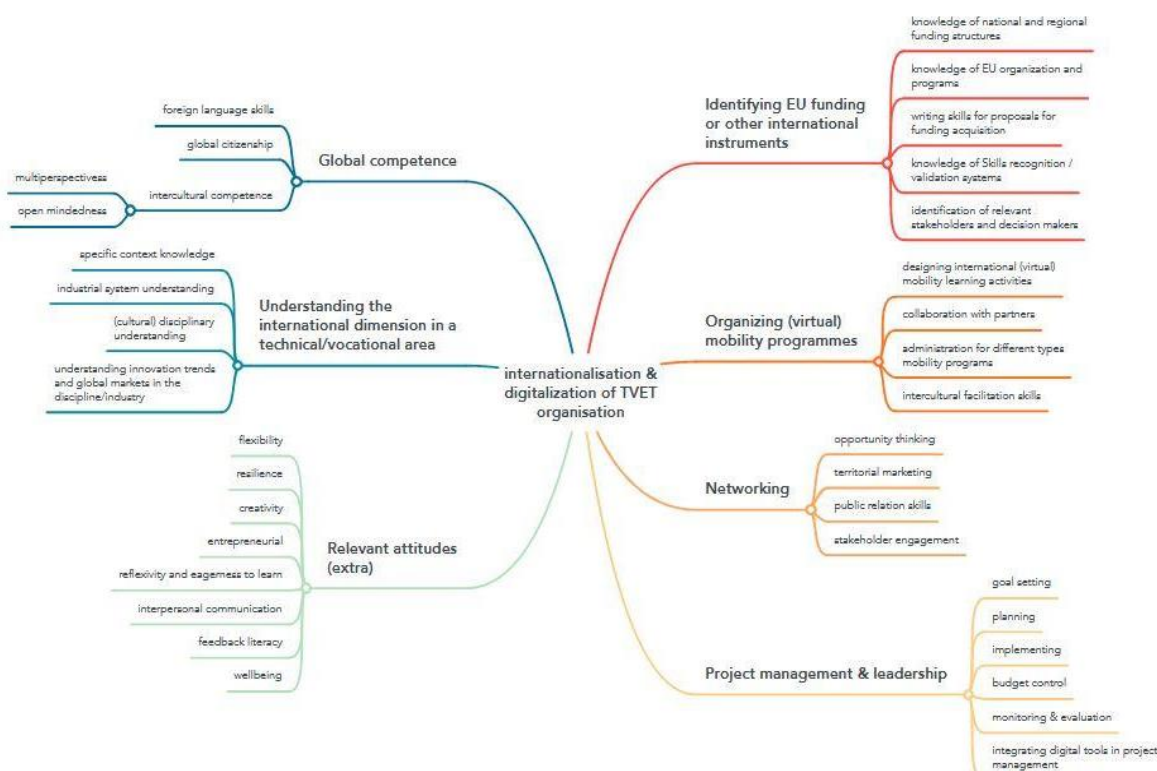 internationalisation &
digitalization of TVET
organisation
Global competence
foreign language skills
global citizenship
intercultural competence
multiperspectivess
open mindedness
Understanding the
international dimension in a
technical/vocational area
specific context knowledge
industrial system understanding
(cultural) disciplinary
understanding
understanding innovation trends
and global markets in the
discipline/industry
Relevant attitudes
(extra)
flexibility
resilience
creativity
entrepreneurial
reflexivity and eagerness to learn
interpersonal communication
feedback literacy
wellbeing
Identifying EU funding
or other international
instruments
knowledge of national and regional
funding structures
knowledge of EU organization and
programs
writing skills for proposals for
funding acquisition
knowledge of Skills recognition /
validation systems
identification of relevant
stakeholders and decision makers
Organizing (virtual)
mobility programmes
designing international (virtual)
mobility learning activities
collaboration with partners
administration for different types
mobility programs
intercultural facilitation skills
Networking
opportunity thinking
territorial marketing
public relation skills
stakeholder engagement
Project management & leadership
goal setting
planning
implementing
budget control
monitoring & evaluation
integrating digital tools in project
management